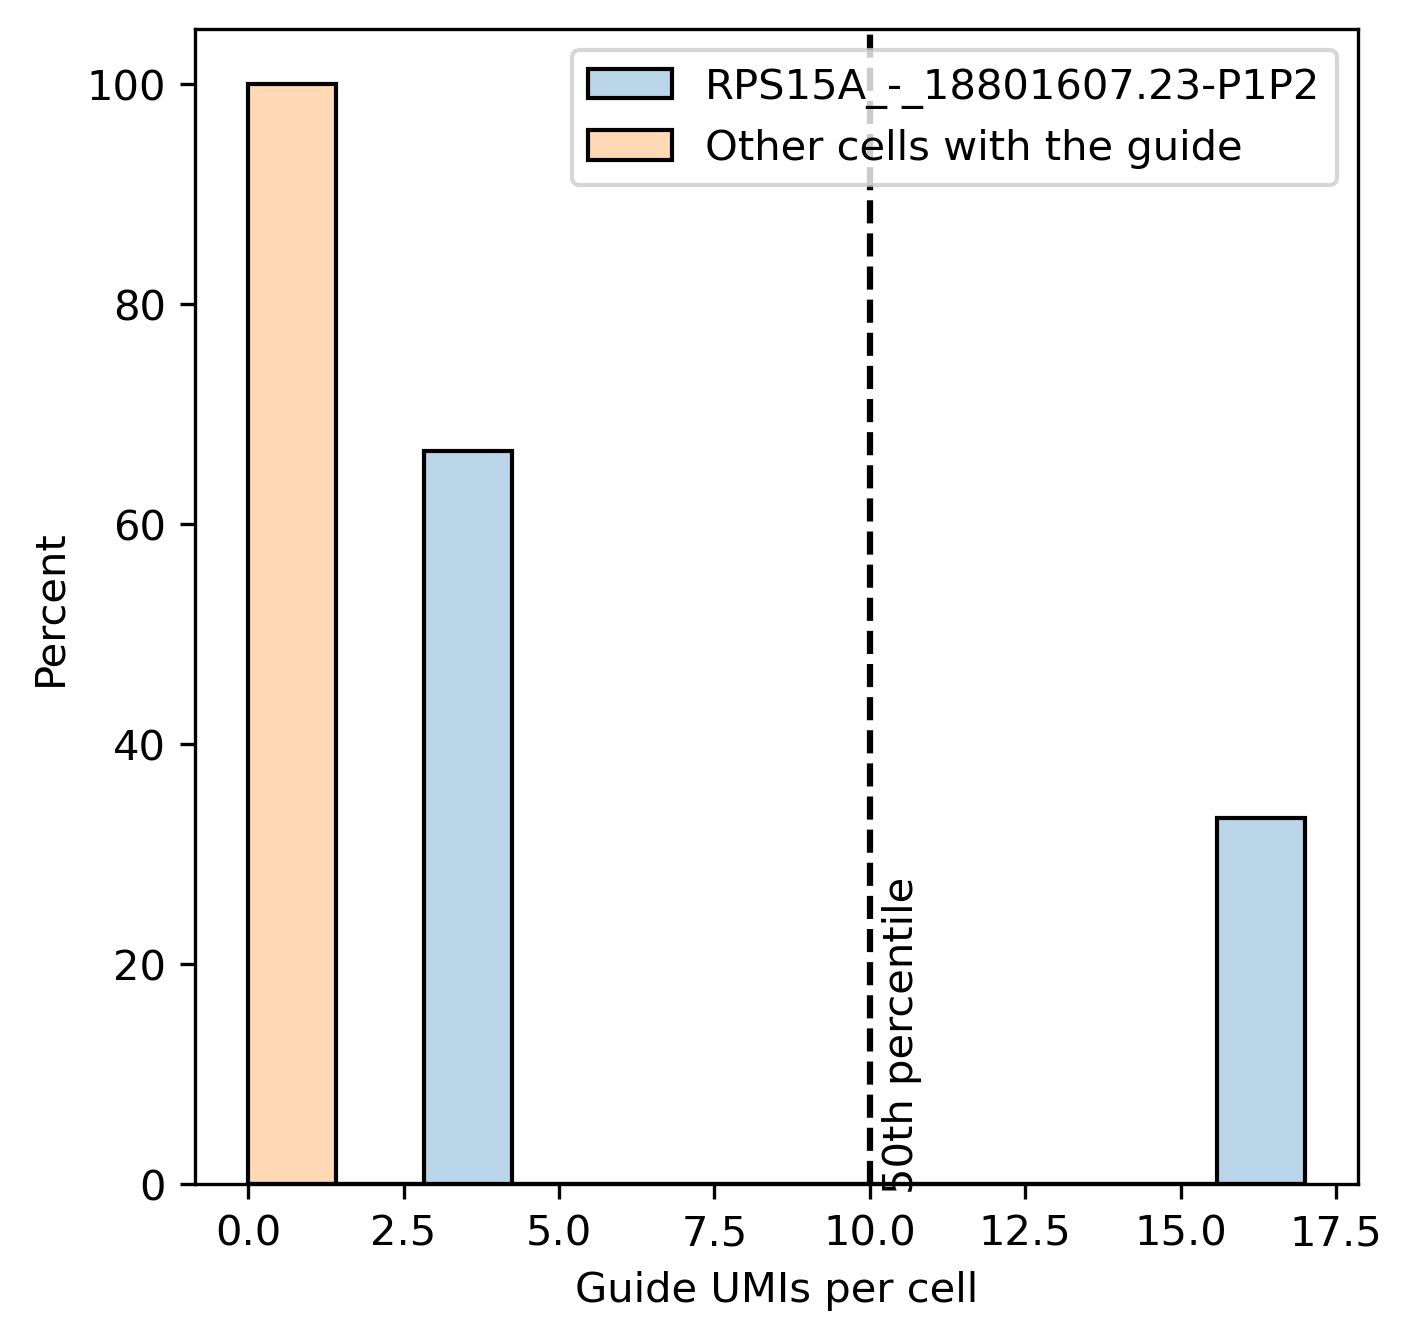 RPS15A_-_18801607.23-P1P2
Other cells with the guide
100
80
60
40
20
0
Percent
50th percentile
0.0 2.5 5.0 7.5 10.0 12.5 15.0 17.5
Guide UMIs per cell